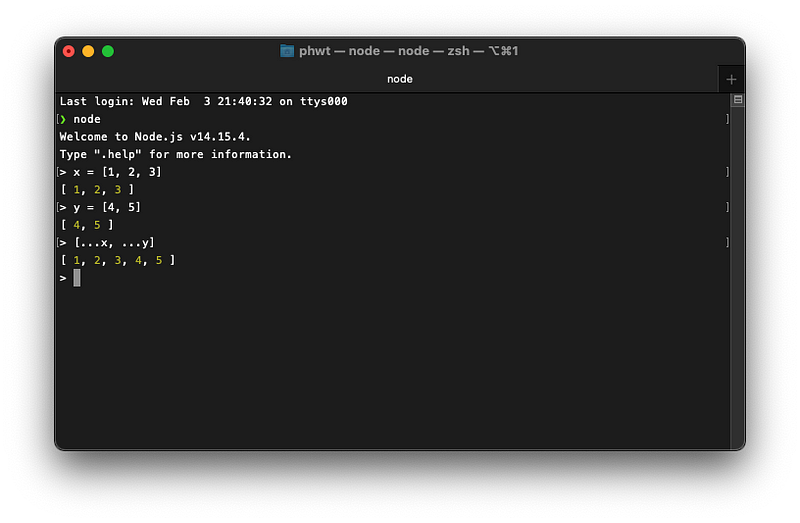 phwt — node — node — zsh — ⌥⌘1
node
Last login: Wed Feb  3 21:40:32 on ttys000
[❯ node ]
Welcome to Node.js v14.15.4.
Type ".help" for more information.
[> x = [1, 2, 3] ]
[ 1, 2, 3 ]
[> y = [4, 5] ]
[ 4, 5 ]
[> [...x, ...y] ]
[ 1, 2, 3, 4, 5 ]
>